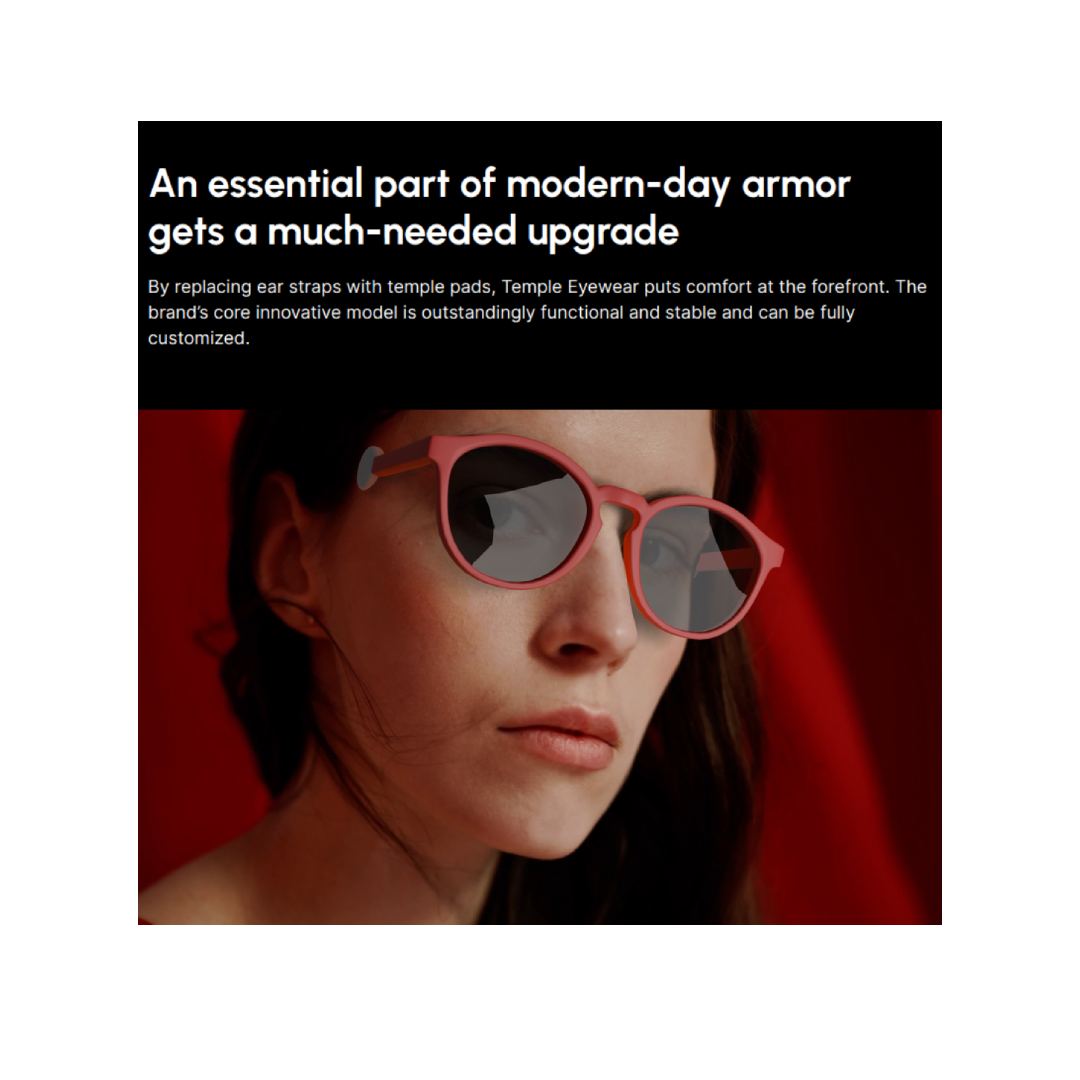 An essential part of modern-day armor
gets a much-needed upgrade
By replacing ear straps with temple pads, Temple Eyewear puts comfort at the forefront. The
brand’s core innovative model is outstandingly functional and stable and can be fully
customized.